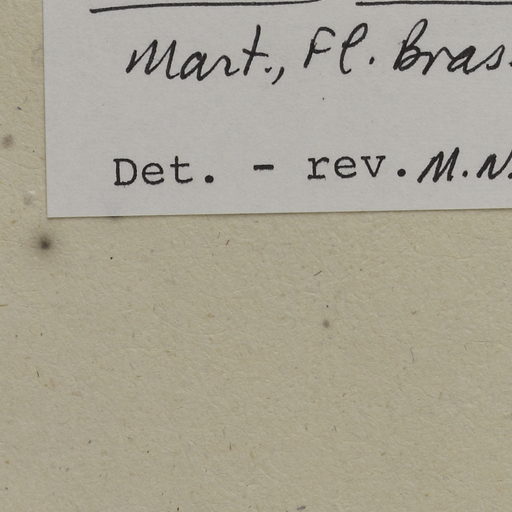 Mart., Fl. Bras.
Det. - rev. M.N.